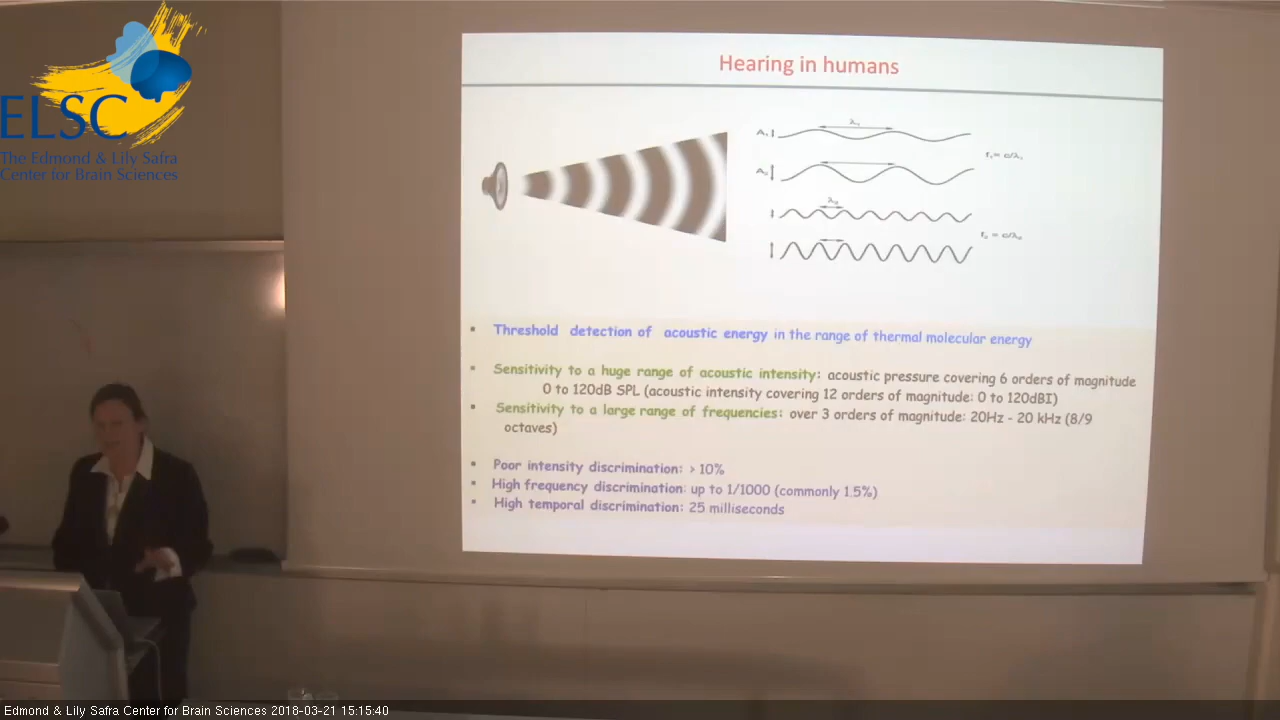 ELSC
The Edmond & Lily Safra
Center for Brain Sciences
Hearing in humans
A₁
λ₁
f₁= c/λ₁
A₂
λ₂
f₂ = c/λ₂
▪ Threshold detection of acoustic energy in the range of thermal molecular energy
▪ Sensitivity to a huge range of acoustic intensity: acoustic pressure covering 6 orders of magnitude
0 to 120dB SPL (acoustic intensity covering 12 orders of magnitude: 0 to 120dBI)
▪ Sensitivity to a large range of frequencies: over 3 orders of magnitude: 20Hz - 20 kHz (8/9
octaves)
▪ Poor intensity discrimination: > 10%
▪ High frequency discrimination: up to 1/1000 (commonly 1.5%)
▪ High temporal discrimination: 25 milliseconds
Edmond & Lily Safra Center for Brain Sciences 2018-03-21 15:15:40